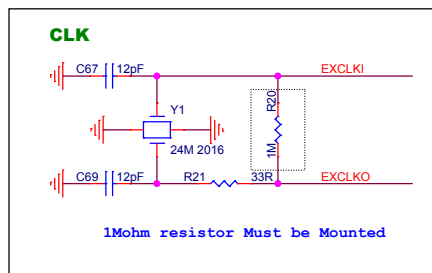 CLK
C67 12pF
EXCLKI
R20
1M
Y1
24M 2016
C69 12pF
R21 33R
EXCLKO
1Mohm resistor Must be Mounted